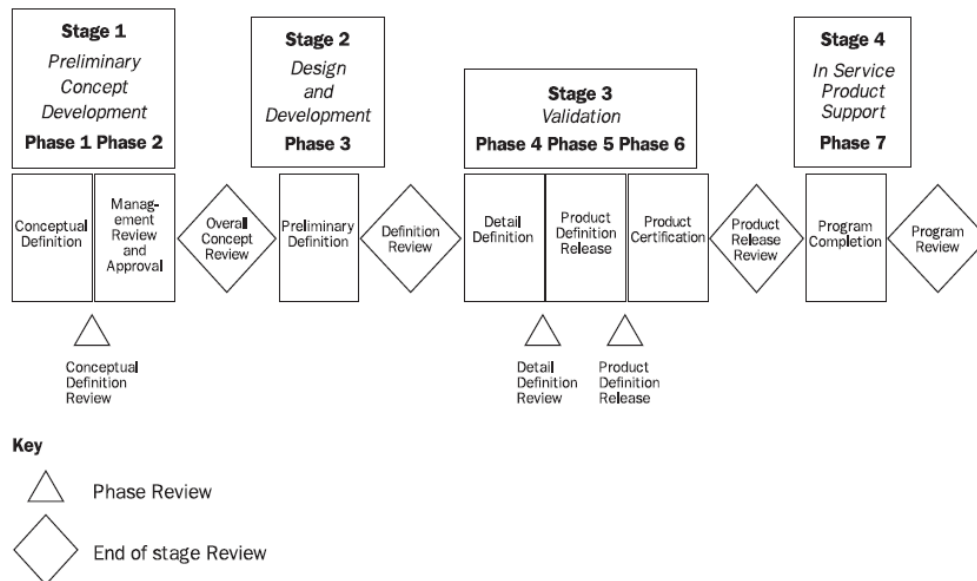 Stage 1
Preliminary
Concept
Development
Phase 1 Phase 2
Stage 2
Design
and
Development
Phase 3
Stage 3
Validation
Phase 4 Phase 5 Phase 6
Stage 4
In Service
Product
Support
Phase 7
Conceptual
Definition
Manag-
ement
Review
and
Approval
Overall
Concept
Review
Preliminary
Definition
Definition
Review
Detail
Definition
Product
Definition
Release
Product
Certification
Product
Release
Review
Program
Completion
Program
Review
Conceptual
Definition
Review
Detail
Definition
Review
Product
Definition
Release
Key
Phase Review
End of stage Review